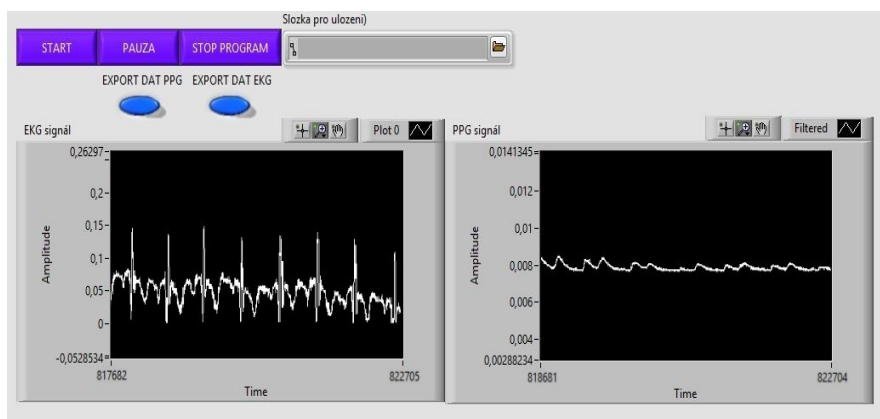 Slozka pro ulozeni)
START PAUZA STOP PROGRAM
EXPORT DAT PPG EXPORT DAT EKG
EKG signál Plot 0
0,26297
0,2
0,15
0,1
0,05
0
-0,0528534
Amplitude
817682 822705
Time
PPG signál Filtered
0,0141345
0,012
0,01
0,008
0,006
0,004
0,00288234
Amplitude
818681 822704
Time